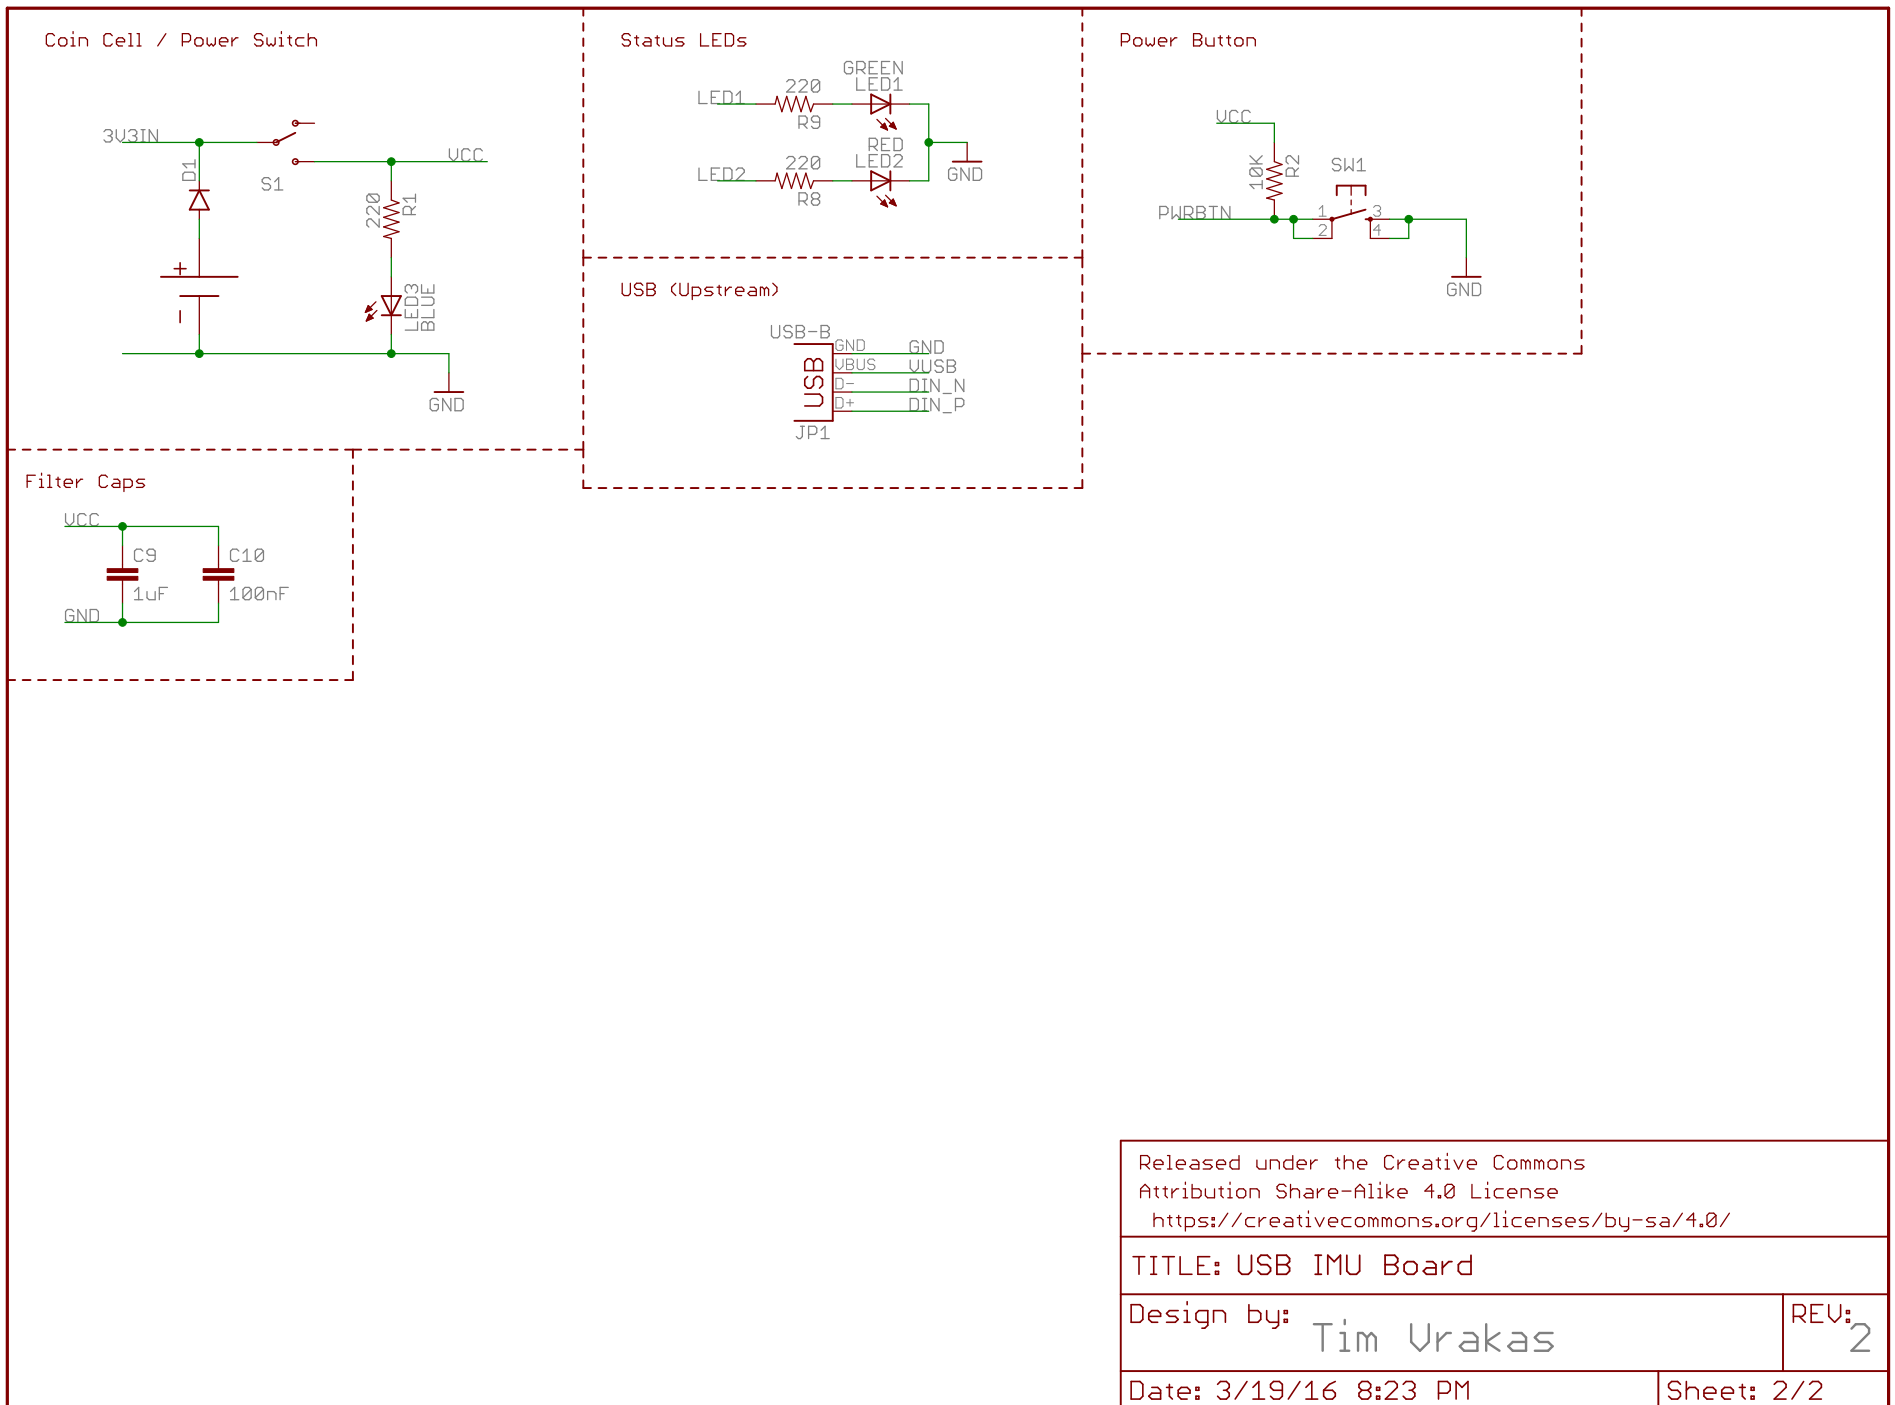 Coin Cell / Power Switch
3V3IN
D1
S1
VCC
220
R1
+
-
LED3
BLUE
GND
Status LEDs
GREEN
LED1
LED1
220
R9
RED
LED2
LED2
220
R8
GND
USB (Upstream)
USB-B
USB
GND
VBUS
D-
D+
GND
VUSB
DIN_N
DIN_P
JP1
Power Button
VCC
10K
R2
SW1
PWRBTN
1
2
3
4
GND
Filter Caps
VCC
C9
1uF
C10
100nF
GND
Released under the Creative Commons
Attribution Share-Alike 4.0 License
https://creativecommons.org/licenses/by-sa/4.0/
TITLE: USB IMU Board
Design by: Tim Vrakas
REV: 2
Date: 3/19/16 8:23 PM
Sheet: 2/2